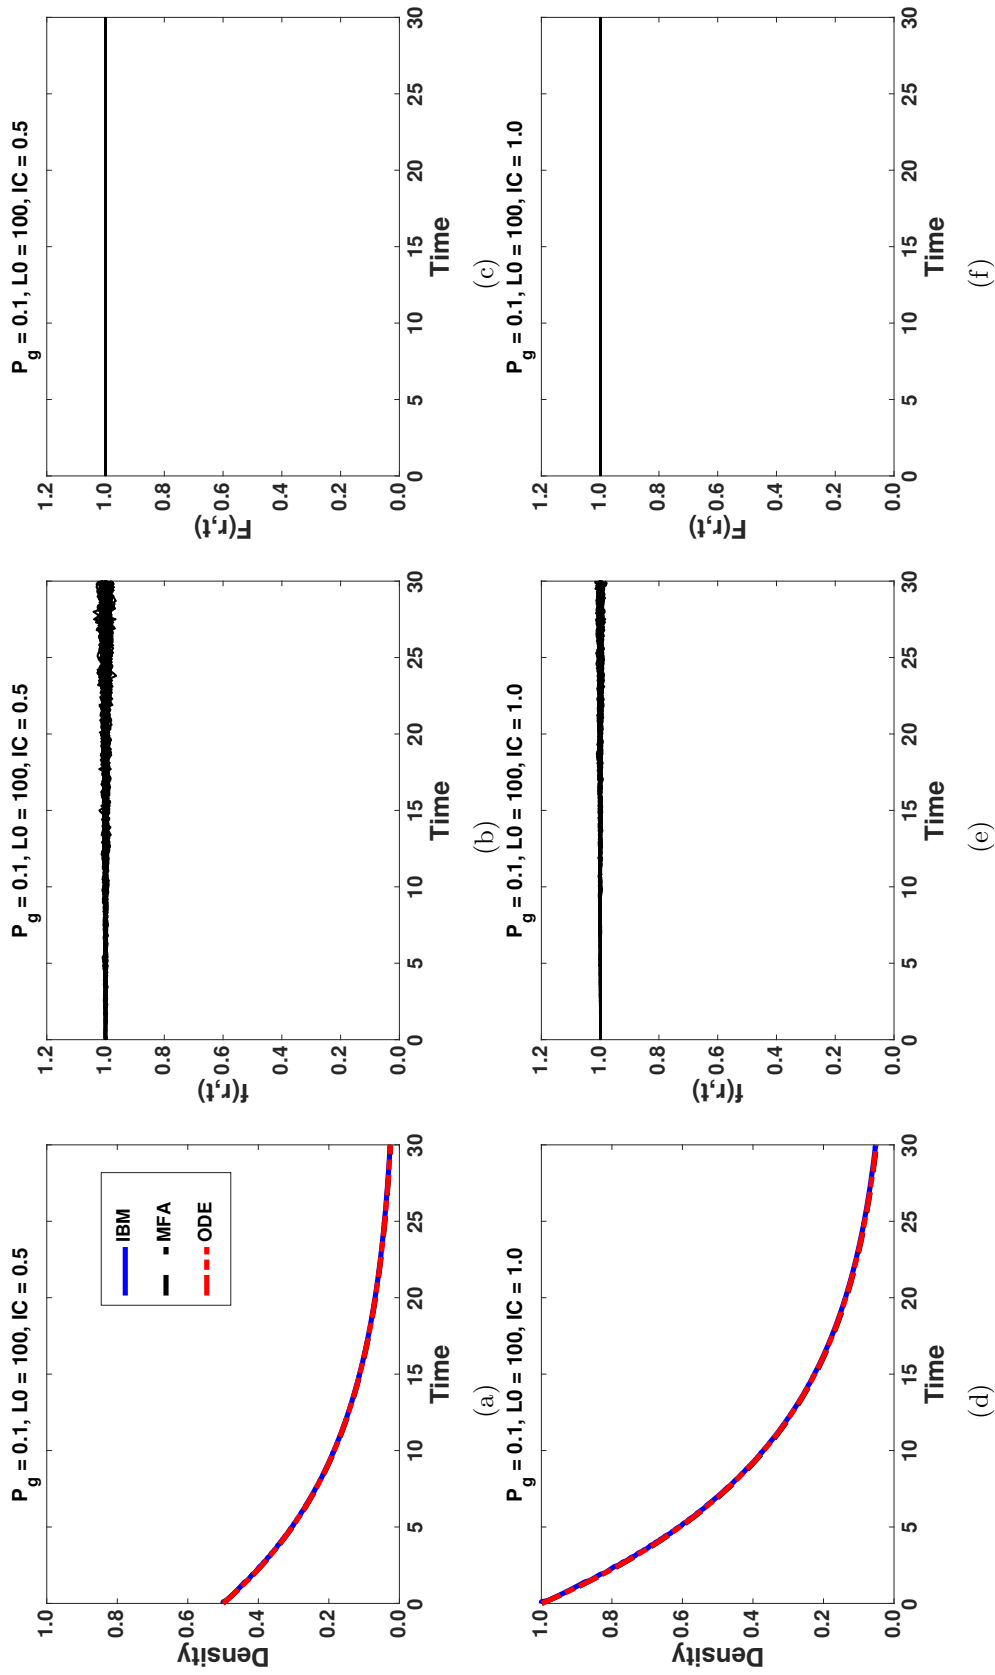 P_g = 0.1, L0 = 100, IC = 0.5
Density
1.0
0.8
0.6
0.4
0.2
0.0
IBM
MFA
ODE
0 5 10 15 20 25 30
Time
(a)
P_g = 0.1, L0 = 100, IC = 0.5
f(r,t)
1.2
1.0
0.8
0.6
0.4
0.2
0.0
0 5 10 15 20 25 30
Time
(b)
P_g = 0.1, L0 = 100, IC = 0.5
F(r,t)
1.2
1.0
0.8
0.6
0.4
0.2
0.0
0 5 10 15 20 25 30
Time
(c)
P_g = 0.1, L0 = 100, IC = 1.0
Density
1.0
0.8
0.6
0.4
0.2
0.0
0 5 10 15 20 25 30
Time
(d)
P_g = 0.1, L0 = 100, IC = 1.0
f(r,t)
1.2
1.0
0.8
0.6
0.4
0.2
0.0
0 5 10 15 20 25 30
Time
(e)
P_g = 0.1, L0 = 100, IC = 1.0
F(r,t)
1.2
1.0
0.8
0.6
0.4
0.2
0.0
0 5 10 15 20 25 30
Time
(f)